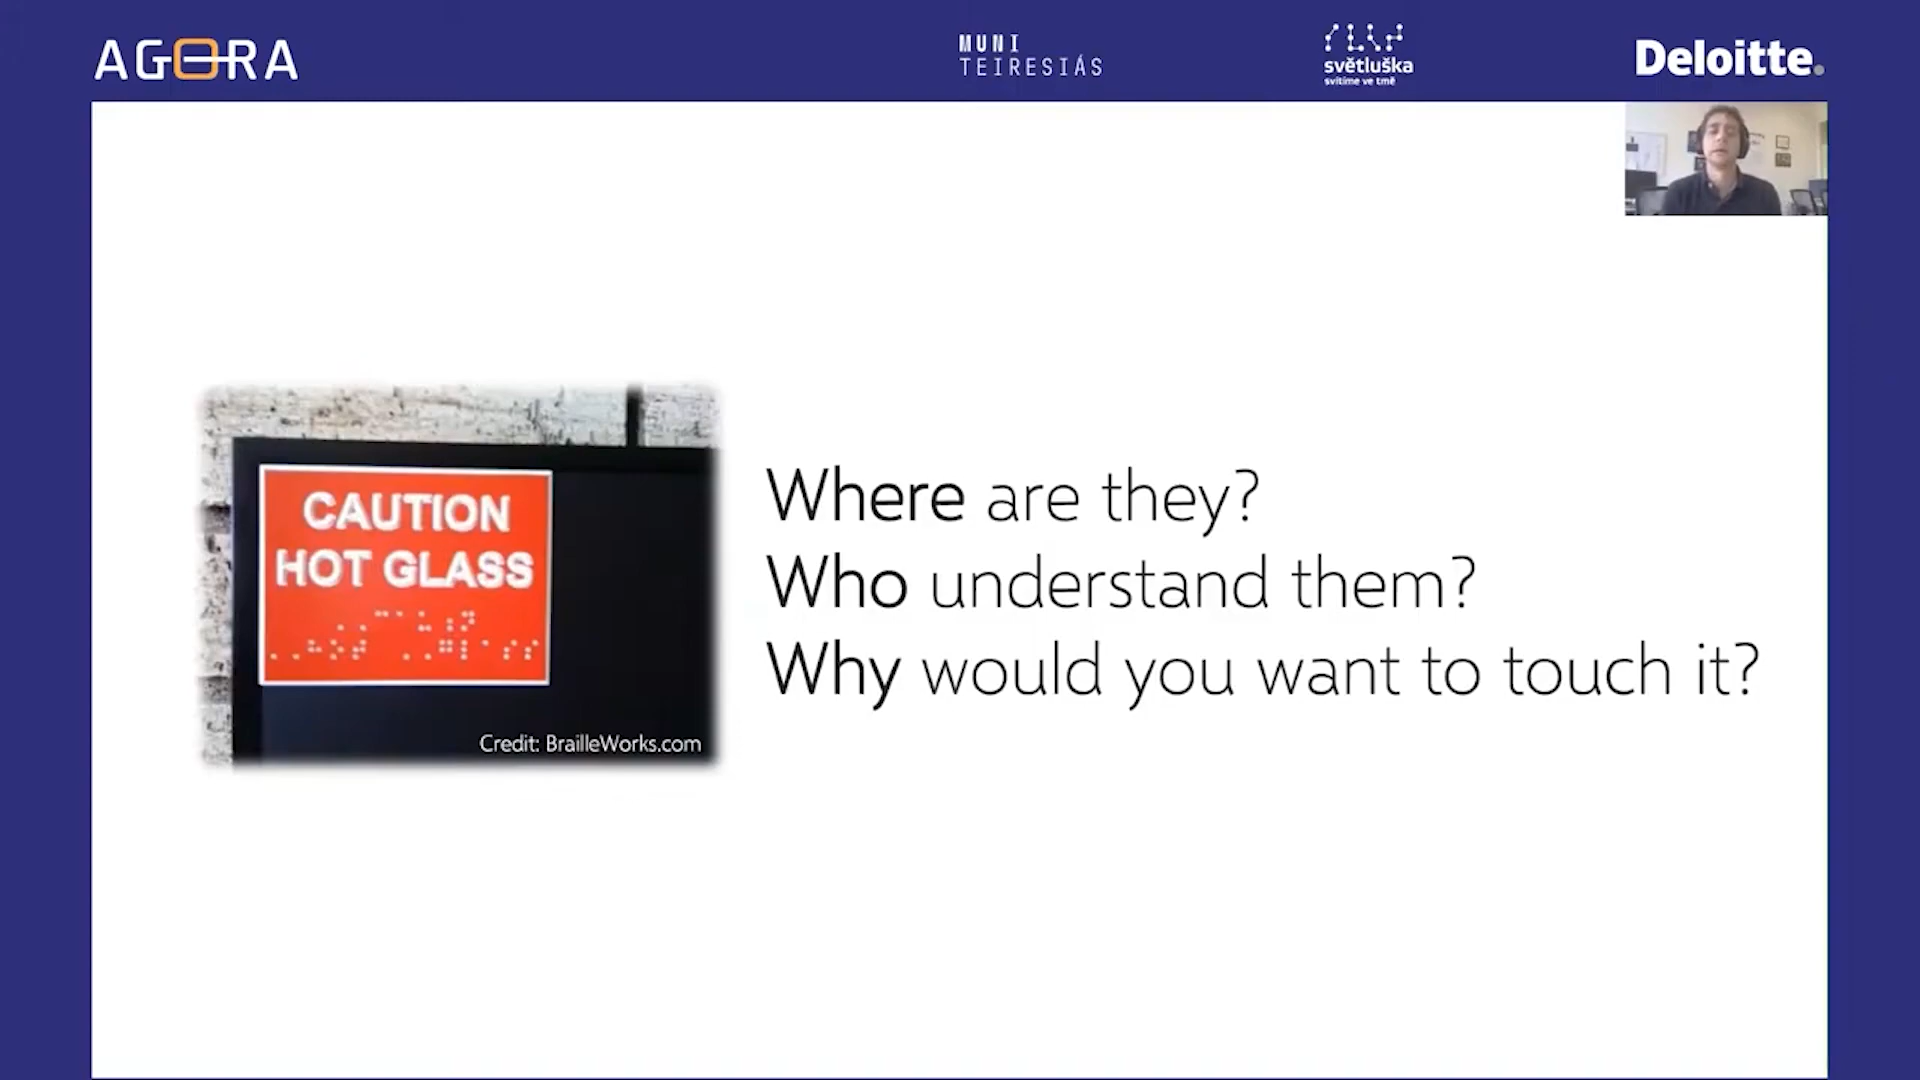 AGORA
MUNI
TEIRESIÁS
světluška
svítíme ve tmě
Deloitte.
CAUTION
HOT GLASS
Credit: BrailleWorks.com
Where are they?
Who understand them?
Why would you want to touch it?